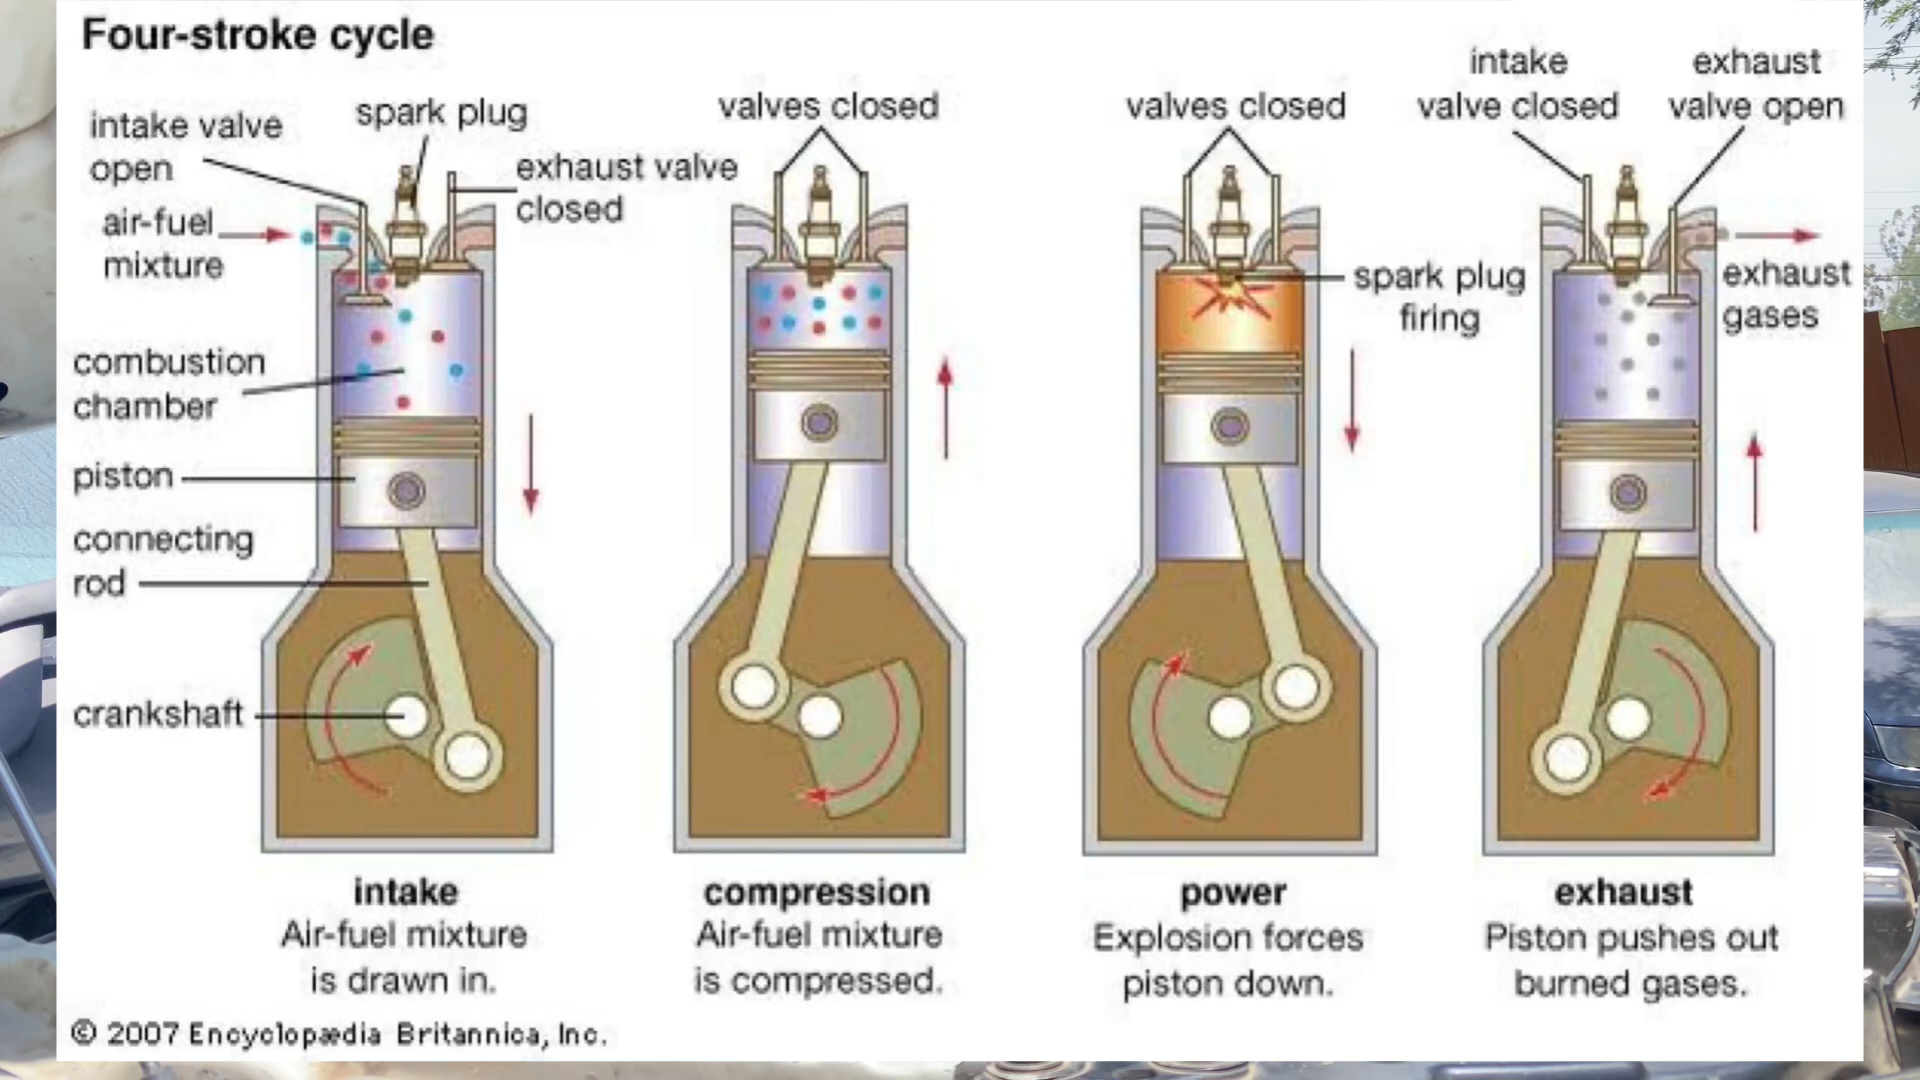 Four-stroke cycle
intake valve
open
spark plug
exhaust valve
closed
air-fuel
mixture
combustion
chamber
piston
connecting
rod
crankshaft
valves closed
valves closed
spark plug
firing
intake
valve closed
exhaust
valve open
exhaust
gases
intake
Air-fuel mixture
is drawn in.
compression
Air-fuel mixture
is compressed.
power
Explosion forces
piston down.
exhaust
Piston pushes out
burned gases.
© 2007 Encyclopædia Britannica, Inc.